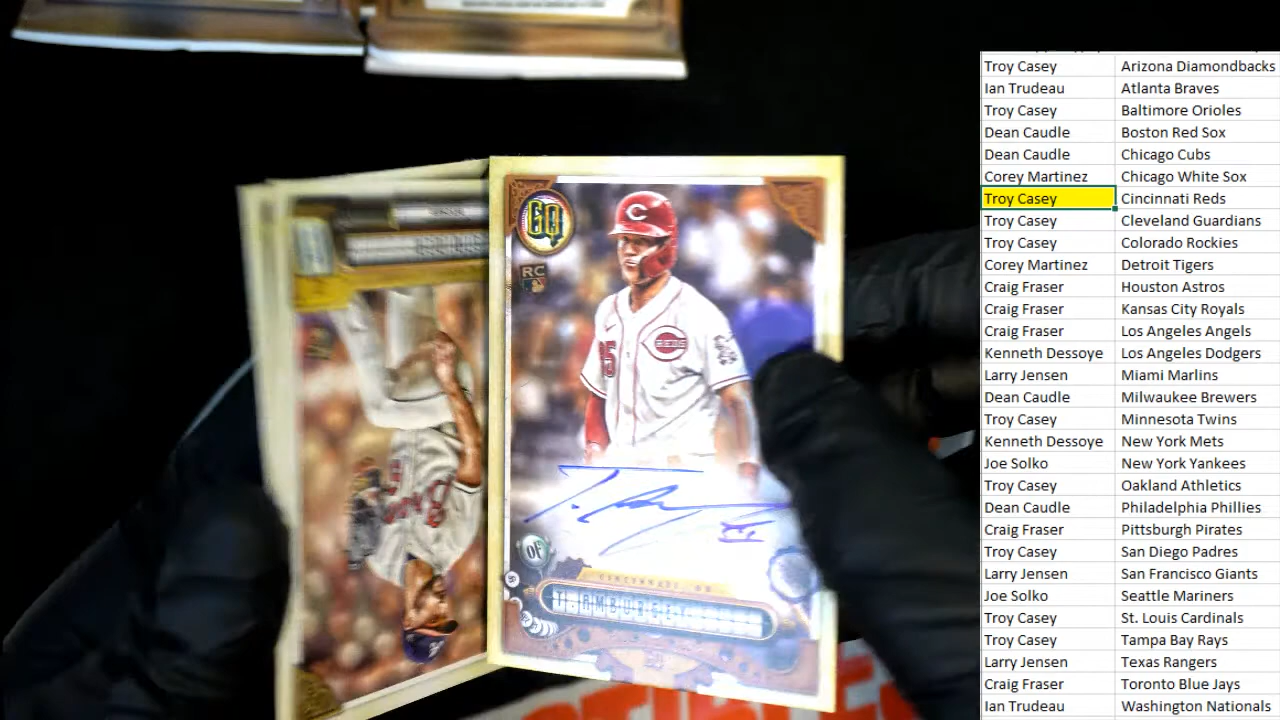 GQ
RC
C
REDS
OF
Troy Casey Arizona Diamondbacks
Ian Trudeau Atlanta Braves
Troy Casey Baltimore Orioles
Dean Caudle Boston Red Sox
Dean Caudle Chicago Cubs
Corey Martinez Chicago White Sox
Troy Casey Cincinnati Reds
Troy Casey Cleveland Guardians
Troy Casey Colorado Rockies
Corey Martinez Detroit Tigers
Craig Fraser Houston Astros
Craig Fraser Kansas City Royals
Craig Fraser Los Angeles Angels
Kenneth Dessoye Los Angeles Dodgers
Larry Jensen Miami Marlins
Dean Caudle Milwaukee Brewers
Troy Casey Minnesota Twins
Kenneth Dessoye New York Mets
Joe Solko New York Yankees
Troy Casey Oakland Athletics
Dean Caudle Philadelphia Phillies
Craig Fraser Pittsburgh Pirates
Troy Casey San Diego Padres
Larry Jensen San Francisco Giants
Joe Solko Seattle Mariners
Troy Casey St. Louis Cardinals
Troy Casey Tampa Bay Rays
Larry Jensen Texas Rangers
Craig Fraser Toronto Blue Jays
Ian Trudeau Washington Nationals